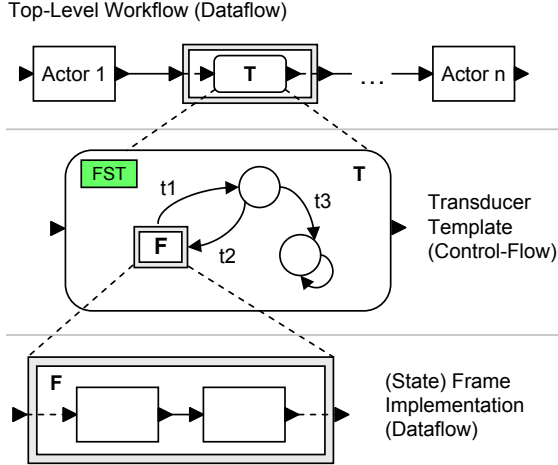 Top-Level Workflow (Dataflow)
Actor 1
T
...
Actor n
FST
T
t1
t3
t2
F
Transducer
Template
(Control-Flow)
F
(State) Frame
Implementation
(Dataflow)